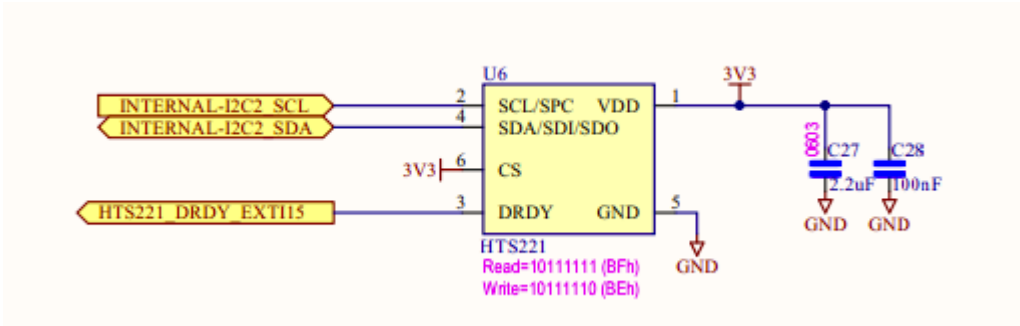 U6
3V3
INTERNAL-I2C2_SCL 2 SCL/SPC VDD 1
INTERNAL-I2C2_SDA 4 SDA/SDI/SDO
0603 C27 C28
3V3 6 CS
2.2uF 100nF
HTS221_DRDY_EXTI15 3 DRDY GND 5
GND GND
HTS221
GND
Read=10111111 (BFh)
Write=10111110 (BEh)